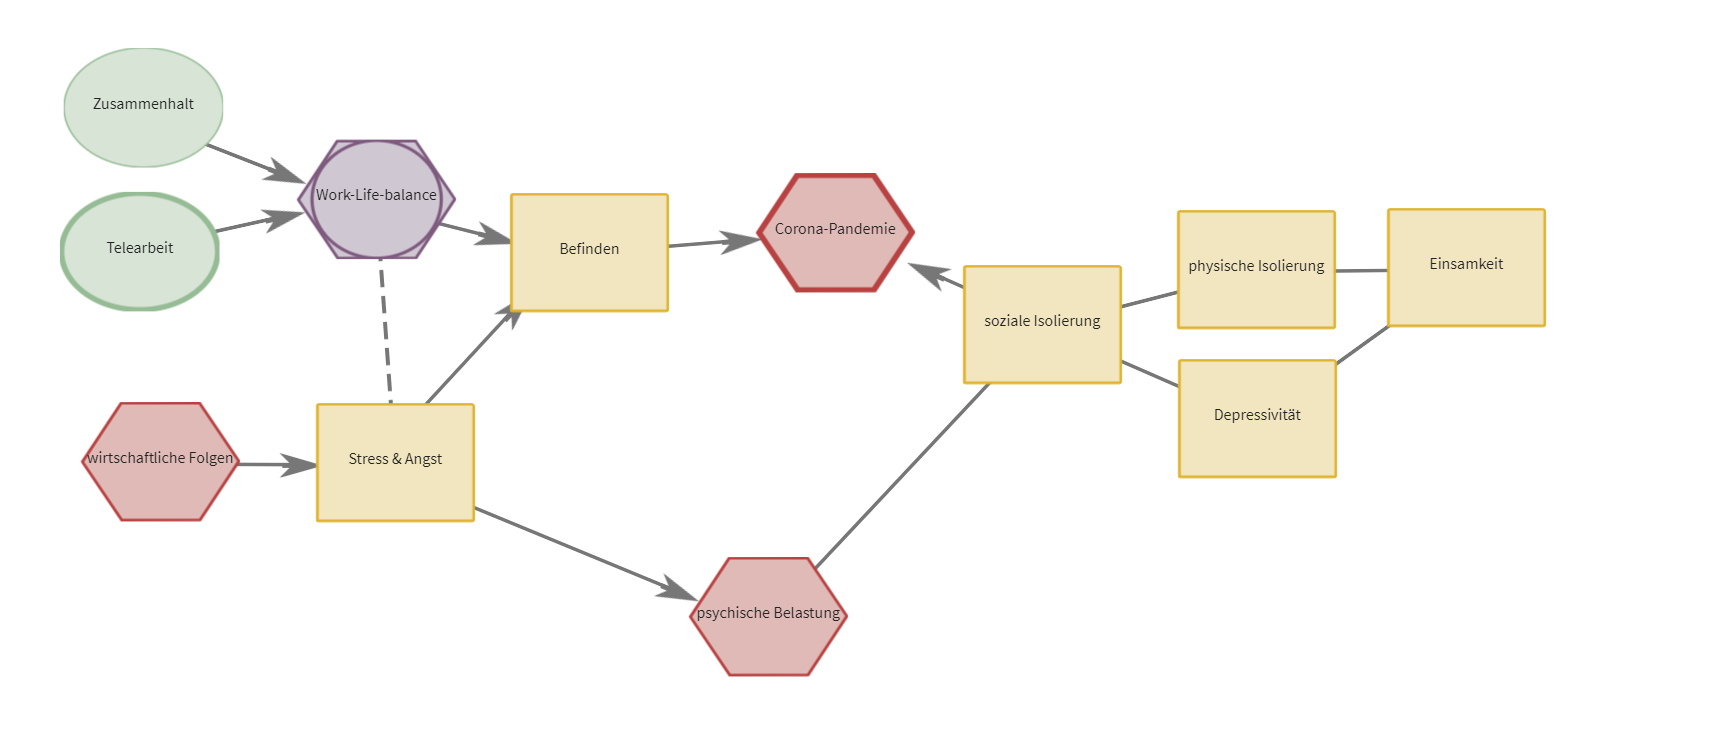 Zusammenhalt
Telearbeit
Work-Life-balance
Befinden
Corona-Pandemie
soziale Isolierung
physische Isolierung
Einsamkeit
Depressivität
wirtschaftliche Folgen
Stress & Angst
psychische Belastung